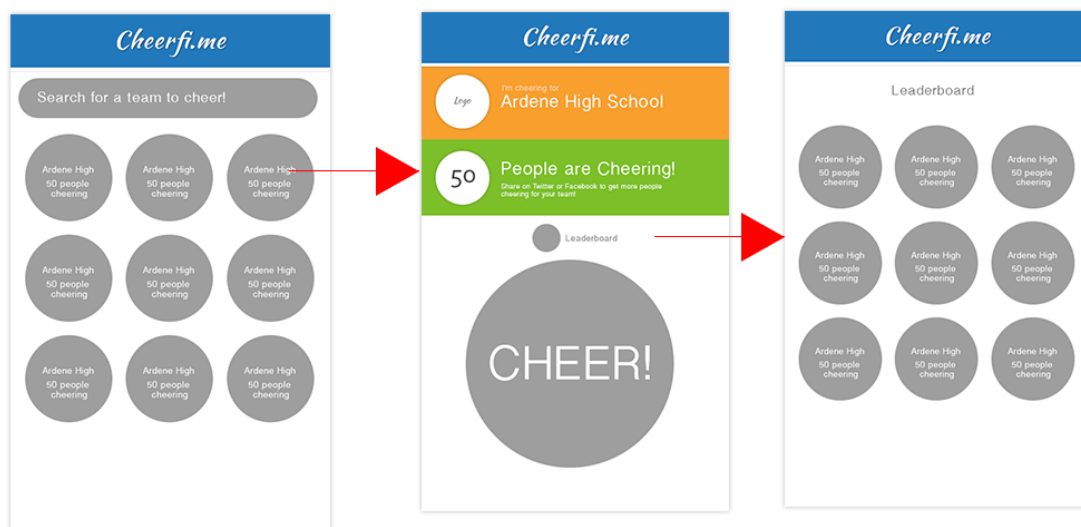 Cheerfi.me
Search for a team to cheer!
Ardene High
50 people
cheering
Ardene High
50 people
cheering
Ardene High
50 people
cheering
Ardene High
50 people
cheering
Ardene High
50 people
cheering
Ardene High
50 people
cheering
Ardene High
50 people
cheering
Ardene High
50 people
cheering
Ardene High
50 people
cheering
Cheerfi.me
Logo
I'm cheering for
Ardene High School
50
People are Cheering!
Share on Twitter or Facebook to get more people
cheering for your team!
Leaderboard
CHEER!
Cheerfi.me
Leaderboard
Ardene High
50 people
cheering
Ardene High
50 people
cheering
Ardene High
50 people
cheering
Ardene High
50 people
cheering
Ardene High
50 people
cheering
Ardene High
50 people
cheering
Ardene High
50 people
cheering
Ardene High
50 people
cheering
Ardene High
50 people
cheering